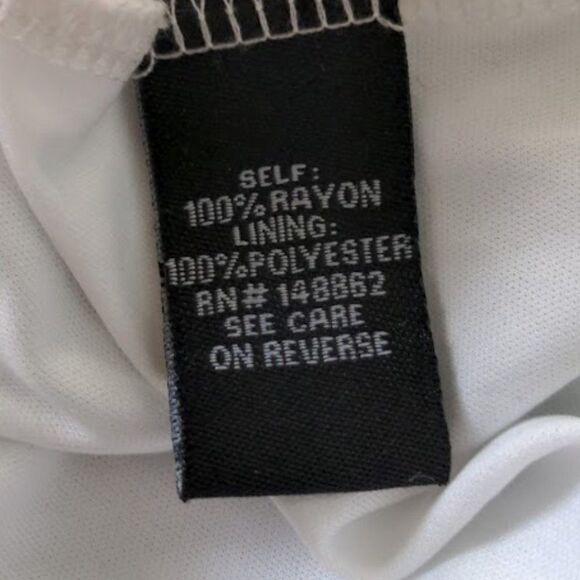 SELF:
100% RAYON
LINING:
100%POLYESTER
RN# 148862
SEE CARE
ON REVERSE